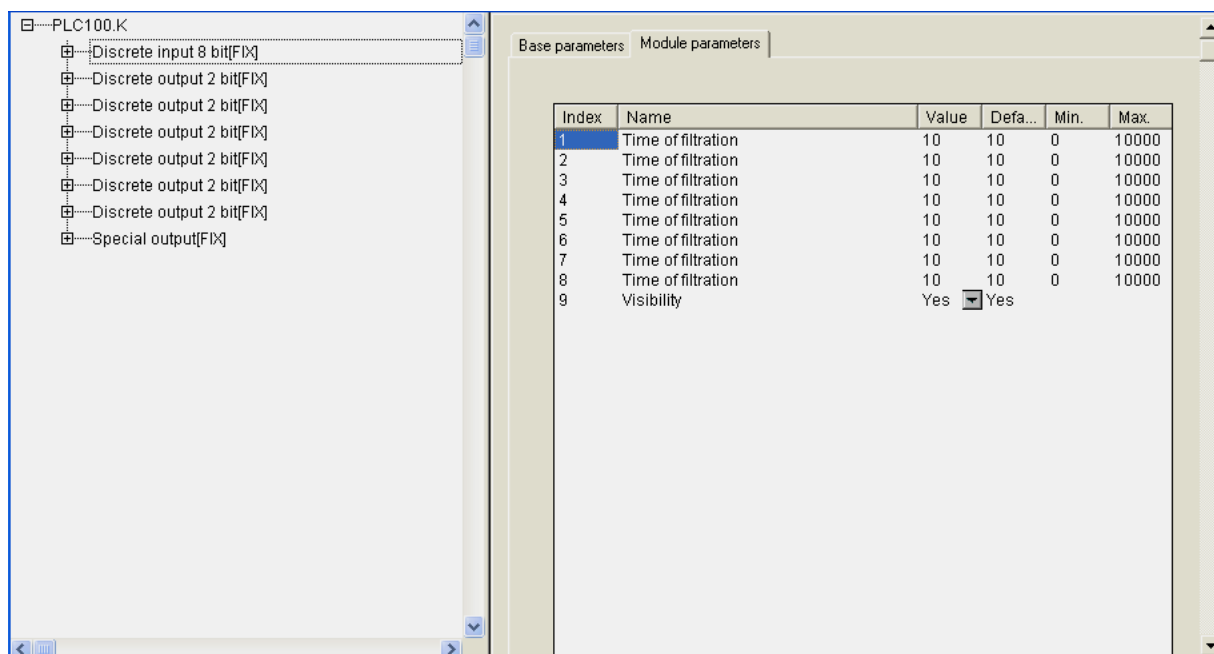 PLC100.K
Discrete input 8 bit[FIX]
Discrete output 2 bit[FIX]
Discrete output 2 bit[FIX]
Discrete output 2 bit[FIX]
Discrete output 2 bit[FIX]
Discrete output 2 bit[FIX]
Discrete output 2 bit[FIX]
Special output[FIX]
Base parameters Module parameters
Index Name Value Defa... Min. Max.
1 Time of filtration 10 10 0 10000
2 Time of filtration 10 10 0 10000
3 Time of filtration 10 10 0 10000
4 Time of filtration 10 10 0 10000
5 Time of filtration 10 10 0 10000
6 Time of filtration 10 10 0 10000
7 Time of filtration 10 10 0 10000
8 Time of filtration 10 10 0 10000
9 Visibility Yes Yes